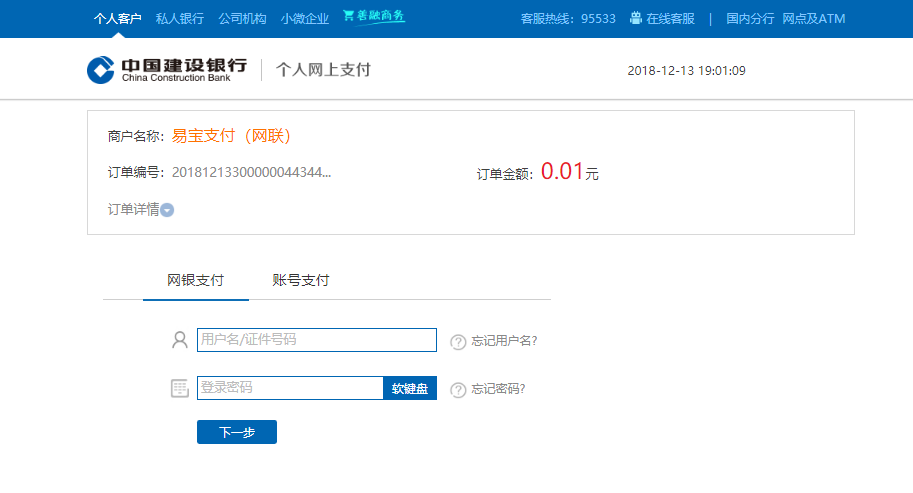 个人客户 私人银行 公司机构 小微企业 善融商务 客服热线：95533 在线客服 | 国内分行 网点及ATM
中国建设银行 个人网上支付 2018-12-13 19:01:09
China Construction Bank
商户名称：易宝支付（网联）
订单编号：20181213300000044344... 订单金额：0.01元
订单详情
网银支付 账号支付
用户名/证件号码 ? 忘记用户名?
登录密码 软键盘 ? 忘记密码?
下一步